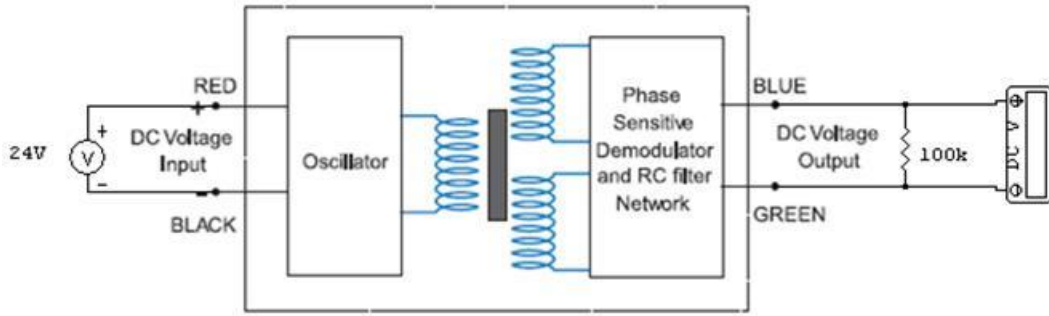 24V
+
V
-
RED
+
DC Voltage
Input
-
BLACK
Oscillator
Phase
Sensitive
Demodulator
and RC filter
Network
BLUE
DC Voltage
Output
GREEN
100k
DC V